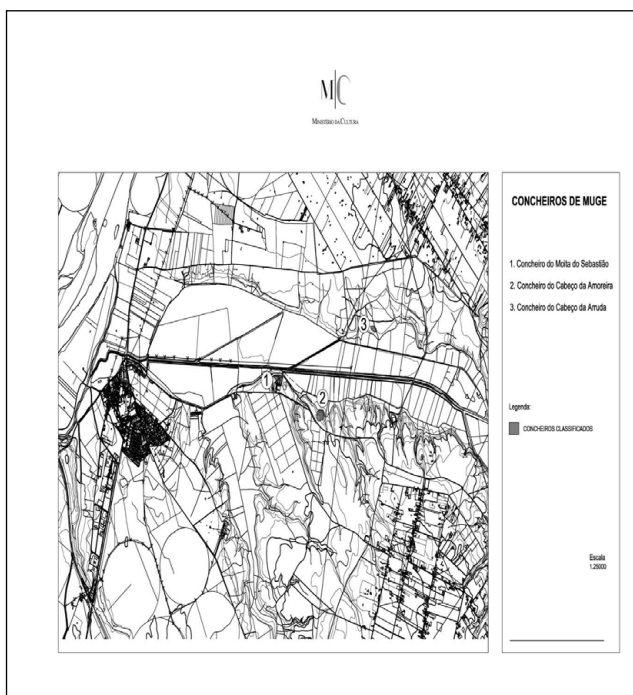 M|C
MINISTÉRIO DA CULTURA
CONCHEIROS DE MUGE
1. Concheiro do Moita do Sebastião
2. Concheiro do Cabeço da Amoreira
3. Concheiro do Cabeço da Arruda
3
1
2
Legenda:
CONCHEIROS CLASSIFICADOS
Escala
1.25000